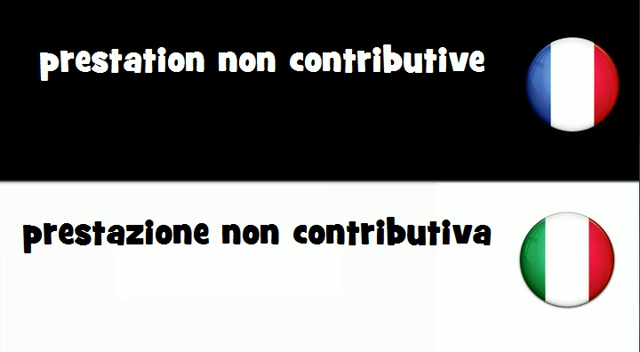 prestation non contributive
prestazione non contributiva